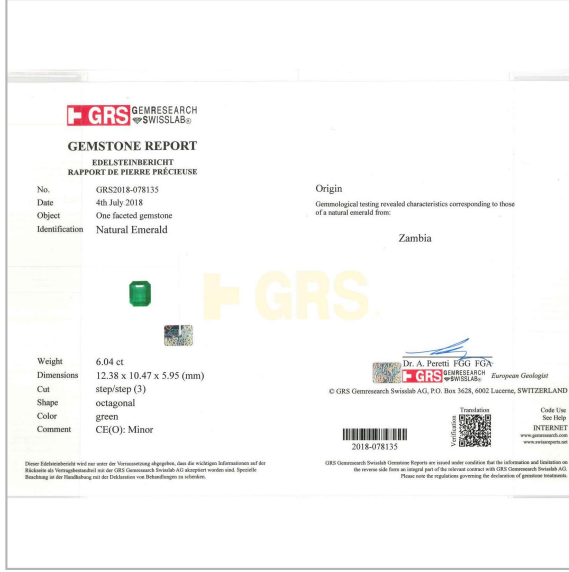 GRS GEMRESEARCH SWISSLAB®
GEMSTONE REPORT
EDELSTEINBERICHT
RAPPORT DE PIERRE PRÉCIEUSE
No. GRS2018-078135
Date 4th July 2018
Object One faceted gemstone
Identification Natural Emerald
Origin
Gemmological testing revealed characteristics corresponding to those
of a natural emerald from:
Zambia
GRS
Weight 6.04 ct
Dimensions 12.38 x 10.47 x 5.95 (mm)
Cut step/step (3)
Shape octagonal
Color green
Comment CE(O): Minor
Dr. A. Peretti FGG FGA
GRS GEMRESEARCH SWISSLAB® European Geologist
© GRS Gemresearch Swisslab AG, P.O. Box 3628, 6002 Lucerne, SWITZERLAND
2018-078135
Translation
Verification
Code Use
See Help
INTERNET
www.gemresearch.com
www.swissreports.net
Dieser Edelsteinbericht wird nur unter der Voraussetzung abgegeben, dass die wichtigen Informationen auf der
Rückseite als Vertragsbestandteil mit der GRS Gemresearch Swisslab AG akzeptiert worden sind. Spezielle
Beachtung ist der Handhabung mit der Deklaration von Behandlungen zu schenken.
GRS Gemresearch Swisslab Gemstone Reports are issued under condition that the information and limitation on
the reverse side form an integral part of the relevant contract with GRS Gemresearch Swisslab AG.
Please note the regulations governing the declaration of gemstone treatments.